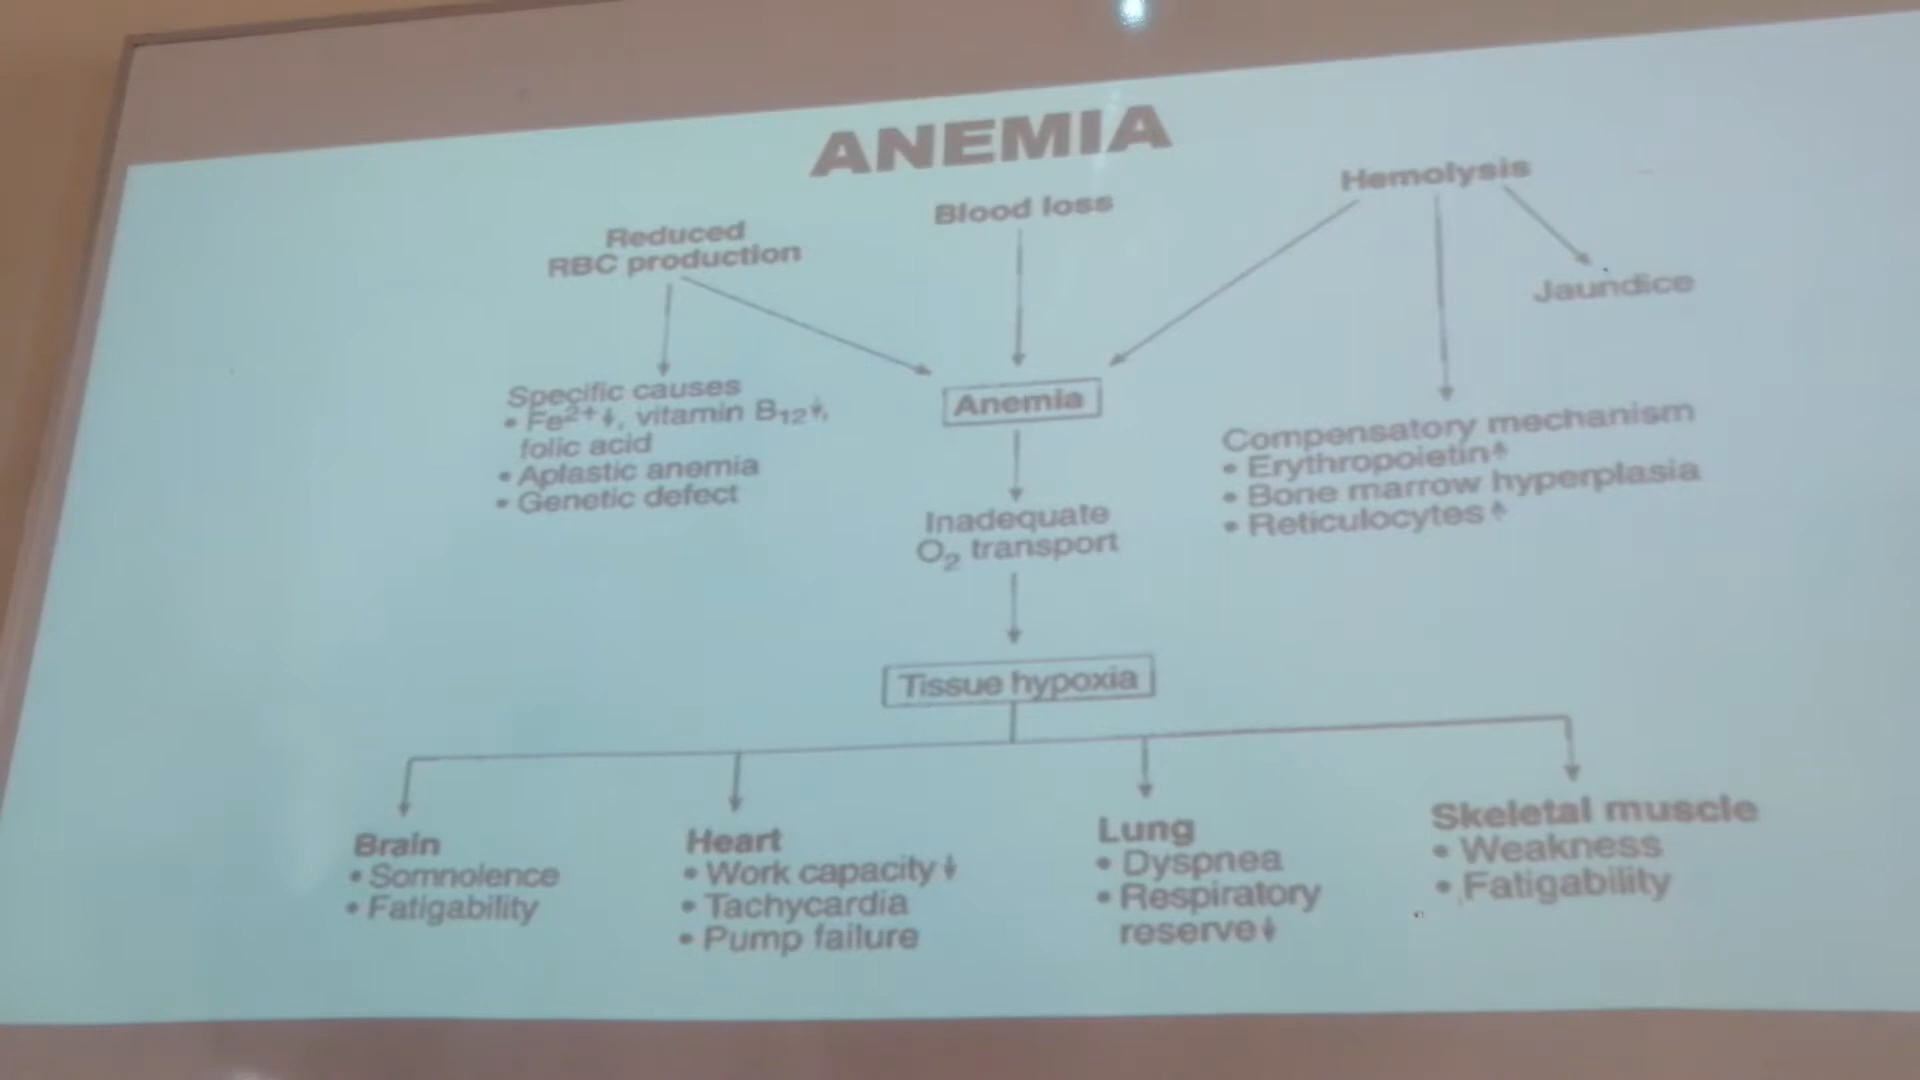 ANEMIA
Reduced
RBC production
Blood loss
Hemolysis
Jaundice
Specific causes
• Fe²⁺↓, vitamin B₁₂↓,
folic acid
• Aplastic anemia
• Genetic defect
Anemia
Compensatory mechanism
• Erythropoietin↑
• Bone marrow hyperplasia
• Reticulocytes↑
Inadequate
O₂ transport
Tissue hypoxia
Brain
• Somnolence
• Fatigability
Heart
• Work capacity↓
• Tachycardia
• Pump failure
Lung
• Dyspnea
• Respiratory
reserve↓
Skeletal muscle
• Weakness
• Fatigability